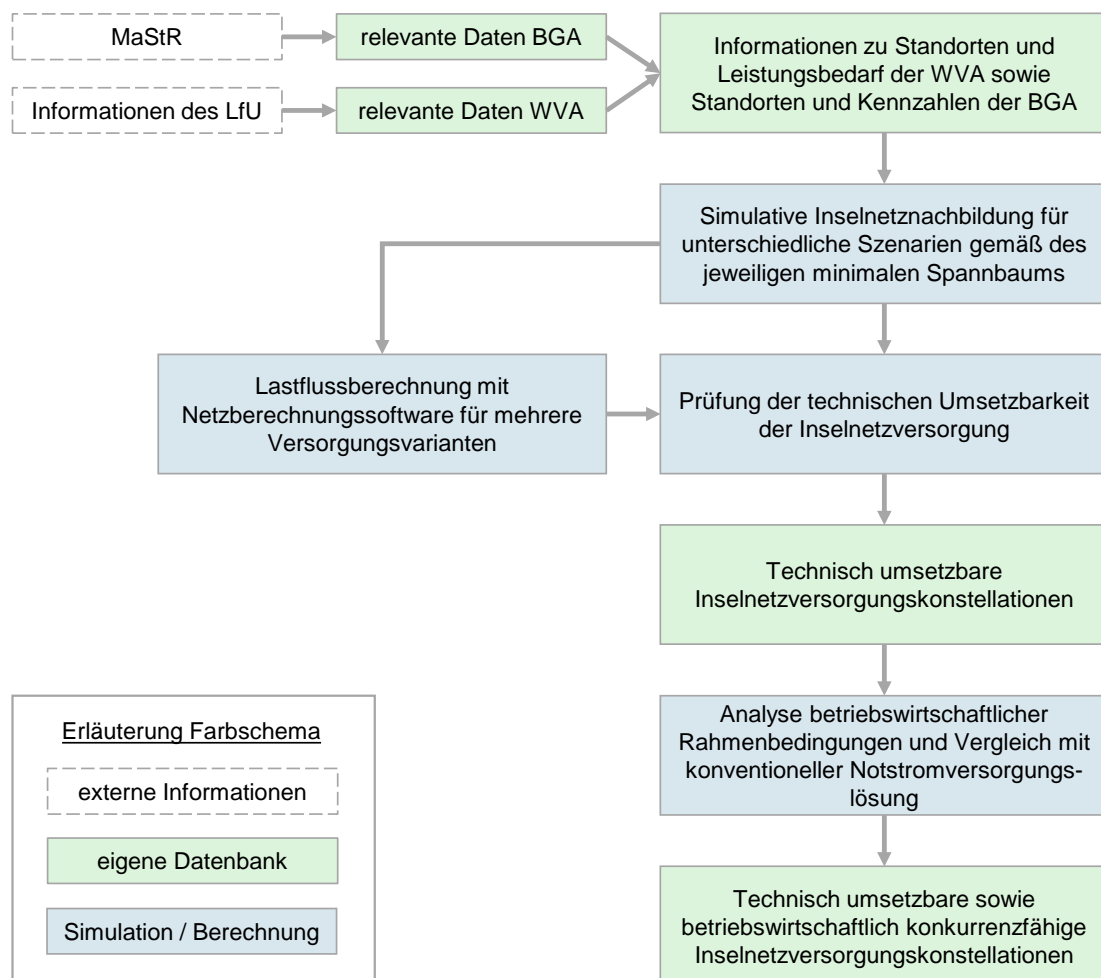 MaStR
relevante Daten BGA
Informationen zu Standorten und
Leistungsbedarf der WVA sowie
Standorten und Kennzahlen der BGA
Informationen des LfU
relevante Daten WVA
Simulative Inselnetznachbildung für
unterschiedliche Szenarien gemäß des
jeweiligen minimalen Spannbaums
Lastflussberechnung mit
Netzberechnungssoftware für mehrere
Versorgungsvarianten
Prüfung der technischen Umsetzbarkeit
der Inselnetzversorgung
Technisch umsetzbare
Inselnetzversorgungskonstellationen
Analyse betriebswirtschaftlicher
Rahmenbedingungen und Vergleich mit
konventioneller Notstromversorgungs-
lösung
Technisch umsetzbare sowie
betriebswirtschaftlich konkurrenzfähige
Inselnetzversorgungskonstellationen
Erläuterung Farbschema
externe Informationen
eigene Datenbank
Simulation / Berechnung